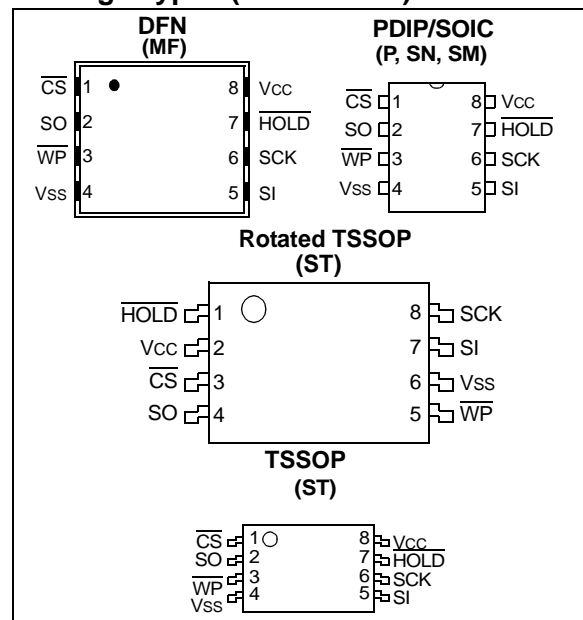 DFN
(MF)
CS 1 8 Vcc
SO 2 7 HOLD
WP 3 6 SCK
Vss 4 5 SI
PDIP/SOIC
(P, SN, SM)
CS 1 8 Vcc
SO 2 7 HOLD
WP 3 6 SCK
Vss 4 5 SI
Rotated TSSOP
(ST)
HOLD 1 8 SCK
Vcc 2 7 SI
CS 3 6 Vss
SO 4 5 WP
TSSOP
(ST)
CS 1 8 Vcc
SO 2 7 HOLD
WP 3 6 SCK
Vss 4 5 SI